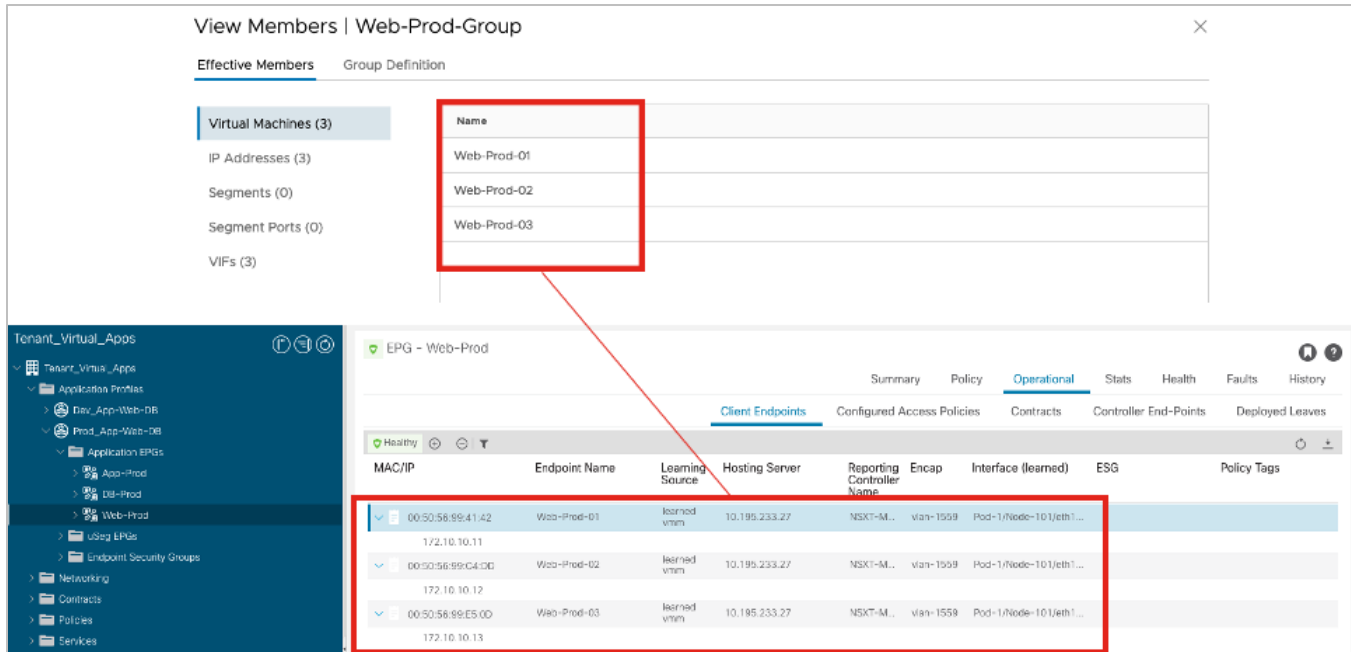 View Members | Web-Prod-Group
Effective Members Group Definition
Virtual Machines (3)
IP Addresses (3)
Segments (0)
Segment Ports (0)
VIFs (3)
Name
Web-Prod-01
Web-Prod-02
Web-Prod-03
Tenant_Virtual_Apps
Tenant_Virtual_Apps
Application Profiles
Dev_App-Web-DB
Prod_App-Web-DB
Application EPGs
App-Prod
DB-Prod
Web-Prod
uSeg EPGs
Endpoint Security Groups
Networking
Contracts
Policies
Services
EPG - Web-Prod
Summary Policy Operational Stats Health Faults History
Client Endpoints Configured Access Policies Contracts Controller End-Points Deployed Leaves
Healthy
MAC/IP Endpoint Name Learning Source Hosting Server Reporting Controller Name Encap Interface (learned) ESG Policy Tags
00:50:56:99:41:42 Web-Prod-01 learned vmm 10.195.233.27 NSXT-M... vlan-1559 Pod-1/Node-101/eth1...
172.10.10.11
00:50:56:99:C4:DD Web-Prod-02 learned vmm 10.195.233.27 NSXT-M... vlan-1559 Pod-1/Node-101/eth1...
172.10.10.12
00:50:56:99:E5:0D Web-Prod-03 learned vmm 10.195.233.27 NSXT-M... vlan-1559 Pod-1/Node-101/eth1...
172.10.10.13